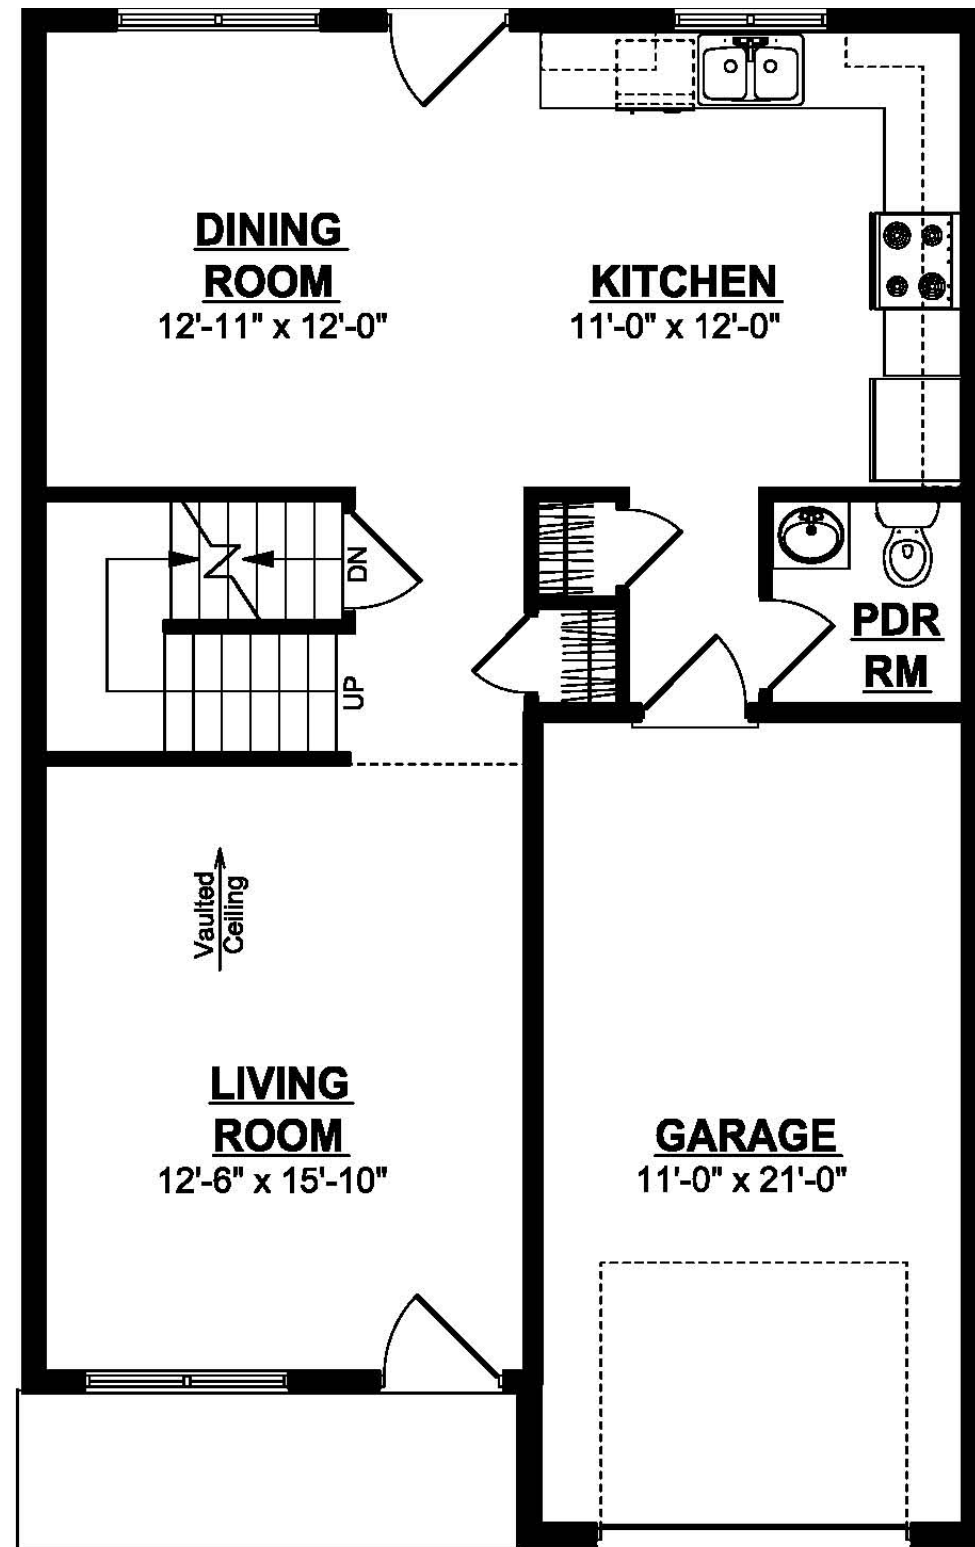 DINING
ROOM
12'-11" x 12'-0"
KITCHEN
11'-0" x 12'-0"
DN
UP
PDR
RM
Vaulted
Ceiling
LIVING
ROOM
12'-6" x 15'-10"
GARAGE
11'-0" x 21'-0"